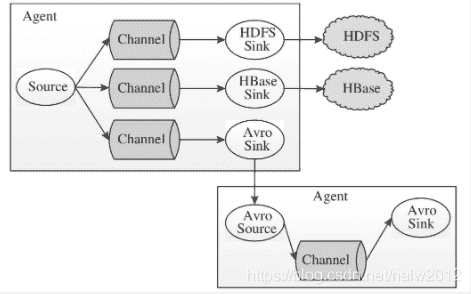 Agent
Channel
HDFS
Sink
HDFS
Source
Channel
HBase
Sink
HBase
Channel
Avro
Sink
Agent
Avro
Source
Avro
Sink
Channel
https://blog.csdn.net/nafw2012